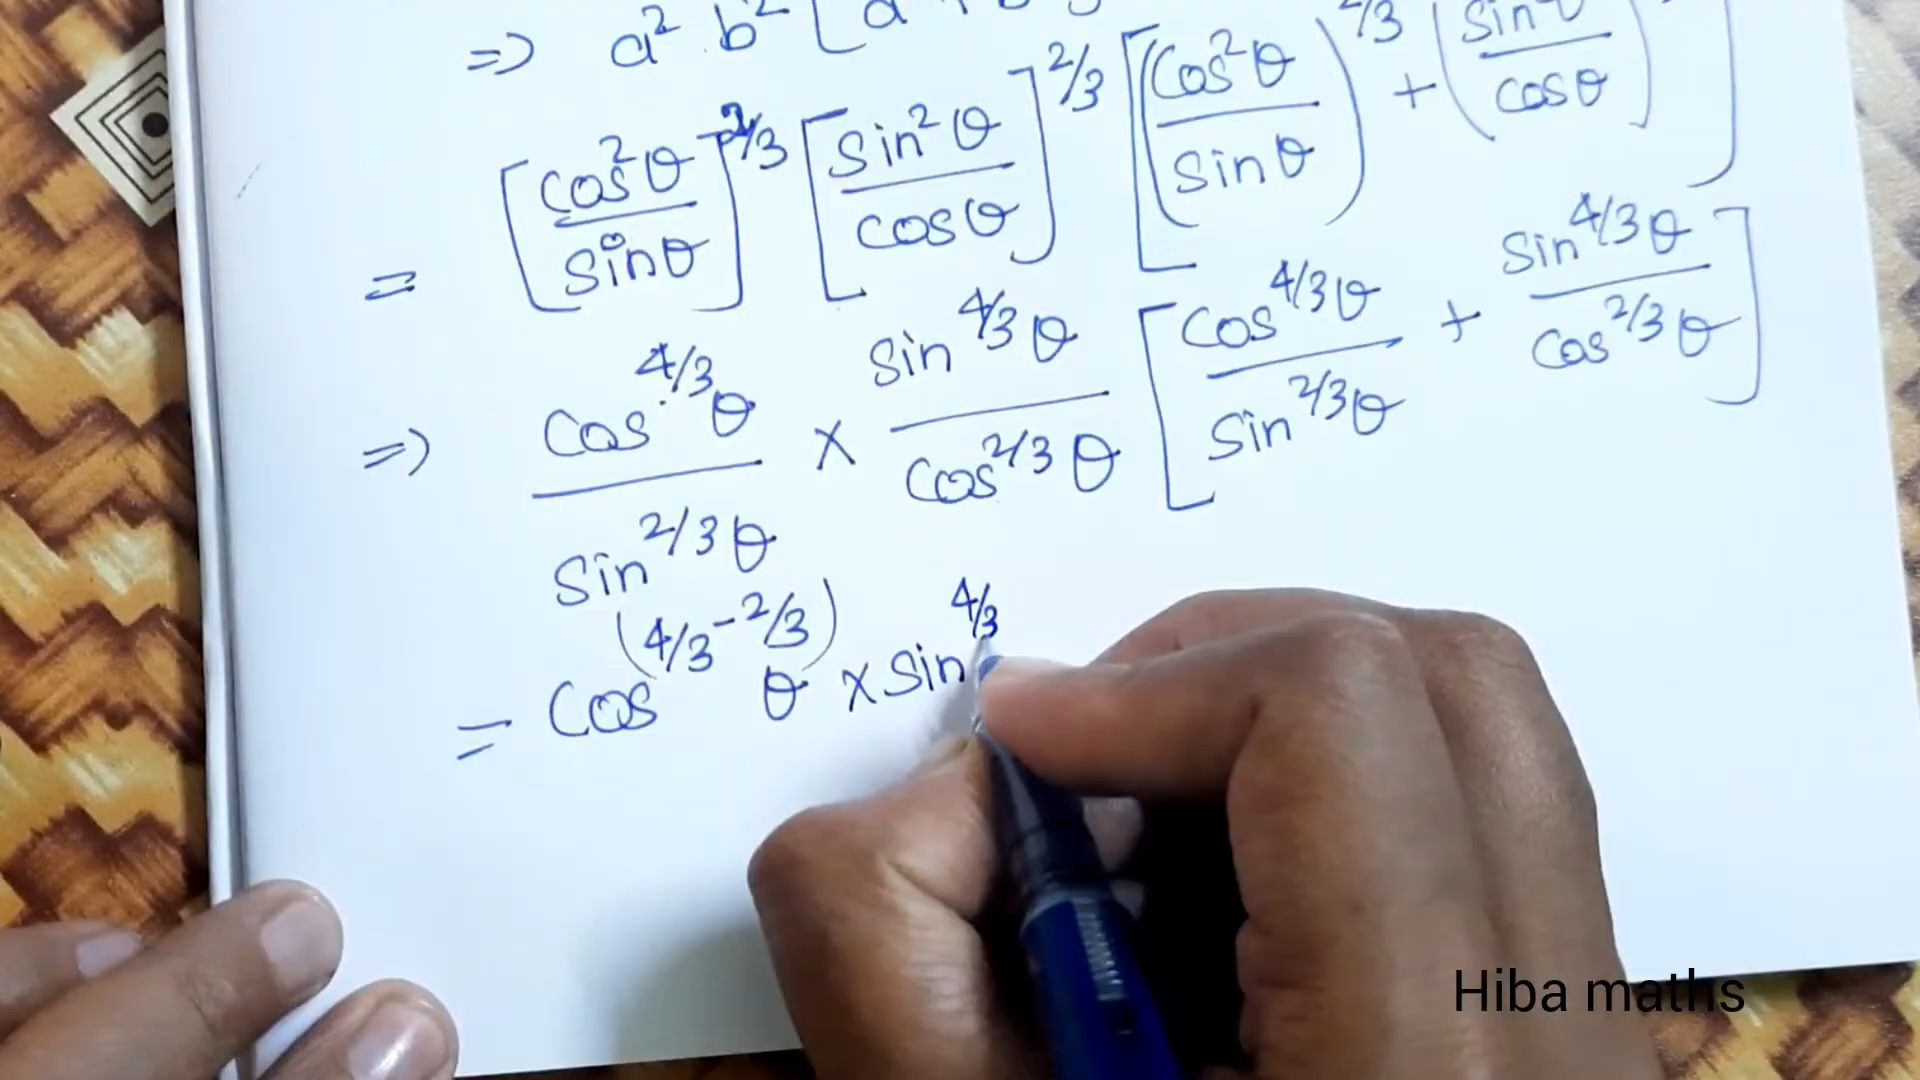 => a² b² [a
= [cos²θ/sinθ]^2/3 [sin²θ/cosθ]^2/3 [(cos²θ/sinθ)^2/3 + (sin²θ/cosθ)
=> cos^4/3 θ/sin^2/3 θ × sin^4/3 θ/cos^2/3 θ [cos^4/3 θ/sin^2/3 θ + sin^4/3 θ/cos^2/3 θ]
= cos^(4/3 - 2/3) θ × sin^4/3
Hiba maths